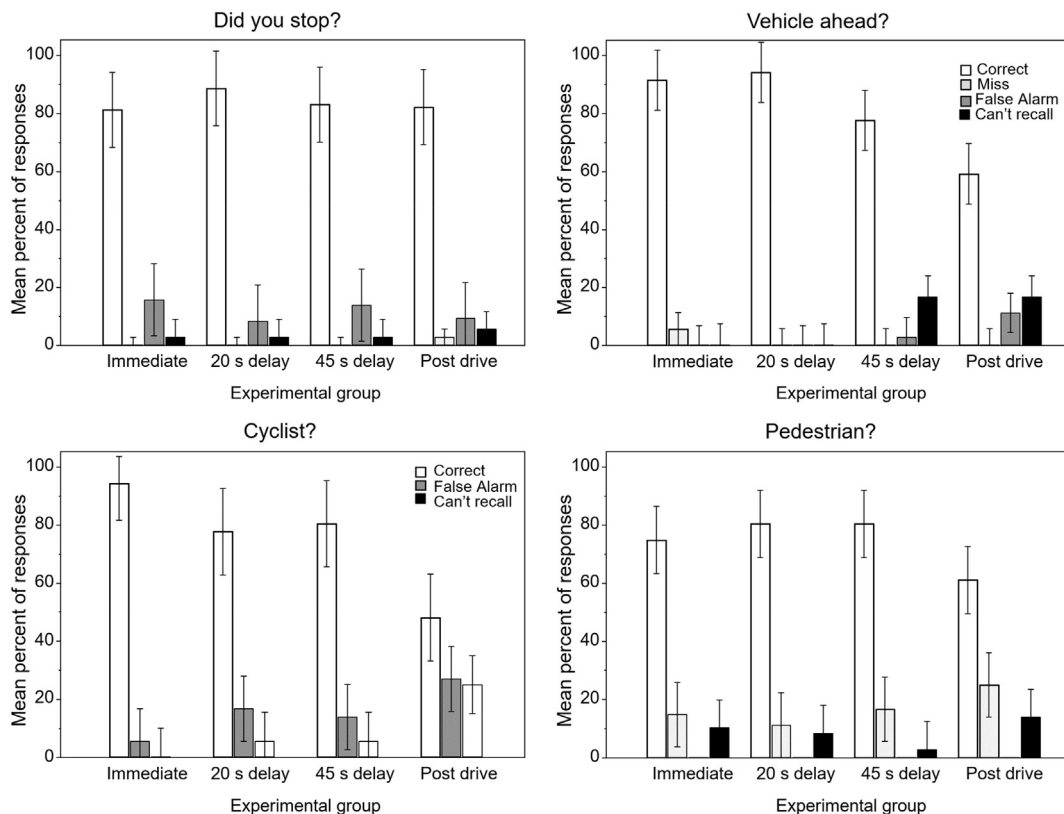 Did you stop?
Mean percent of responses
100
80
60
40
20
0
Immediate 20 s delay 45 s delay Post drive
Experimental group
Vehicle ahead?
Mean percent of responses
100
80
60
40
20
0
Correct
Miss
False Alarm
Can't recall
Immediate 20 s delay 45 s delay Post drive
Experimental group
Cyclist?
Mean percent of responses
100
80
60
40
20
0
Correct
False Alarm
Can't recall
Immediate 20 s delay 45 s delay Post drive
Experimental group
Pedestrian?
Mean percent of responses
100
80
60
40
20
0
Immediate 20 s delay 45 s delay Post drive
Experimental group